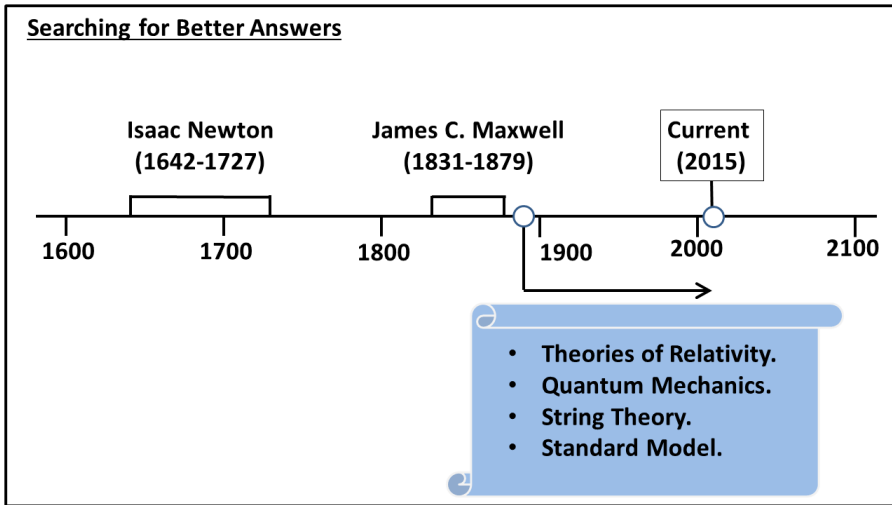 Searching for Better Answers
Isaac Newton
(1642-1727)
James C. Maxwell
(1831-1879)
Current
(2015)
1600
1700
1800
1900
2000
2100
• Theories of Relativity.
• Quantum Mechanics.
• String Theory.
• Standard Model.